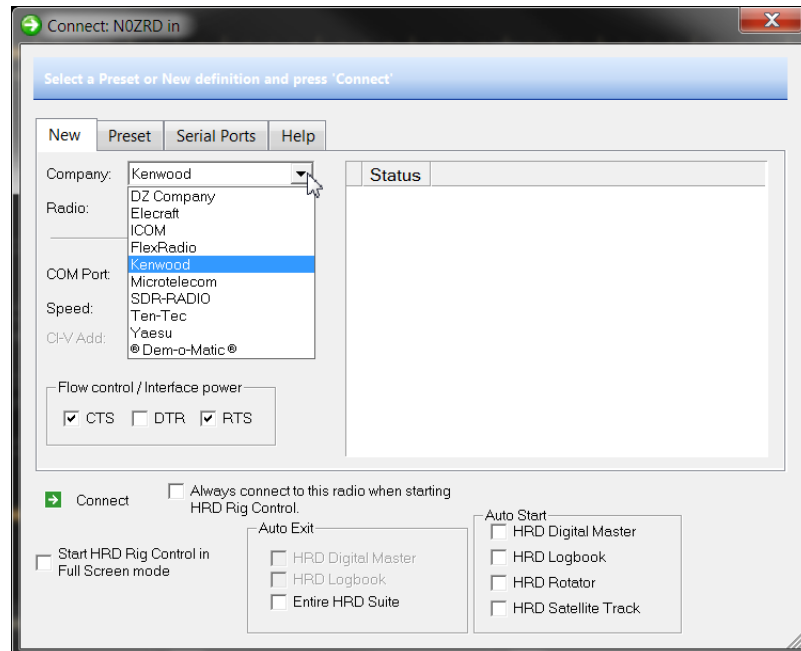 Connect: N0ZRD in
Select a Preset or New definition and press 'Connect'
New Preset Serial Ports Help
Company: Kenwood
Status
Radio:
DZ Company
Elecraft
ICOM
FlexRadio
Kenwood
Microtelecom
SDR-RADIO
Ten-Tec
Yaesu
® Dem-o-Matic ®
COM Port:
Speed:
CI-V Add:
Flow control / Interface power
CTS DTR RTS
Connect
Always connect to this radio when starting
HRD Rig Control.
Start HRD Rig Control in
Full Screen mode
Auto Exit
HRD Digital Master
HRD Logbook
Entire HRD Suite
Auto Start
HRD Digital Master
HRD Logbook
HRD Rotator
HRD Satellite Track